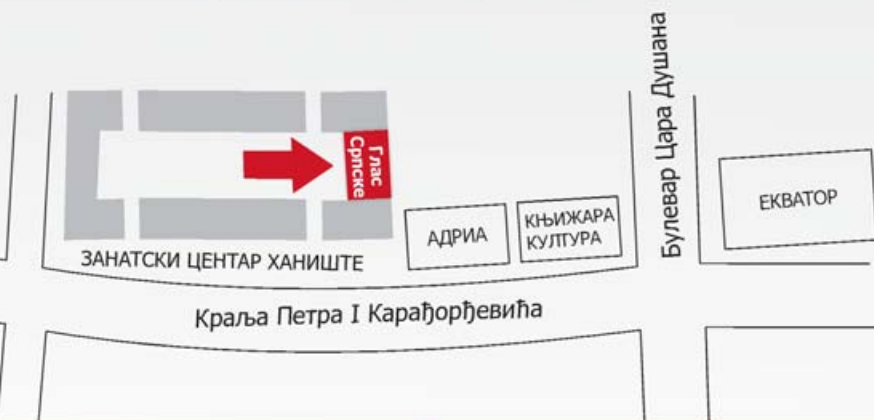 Булевар Цара Душана
Глас
Српске
ЕКВАТОР
АДРИА
КЊИЖАРА
КУЛТУРА
ЗАНАТСКИ ЦЕНТАР ХАНИШТЕ
Краља Петра I Карађорђевића